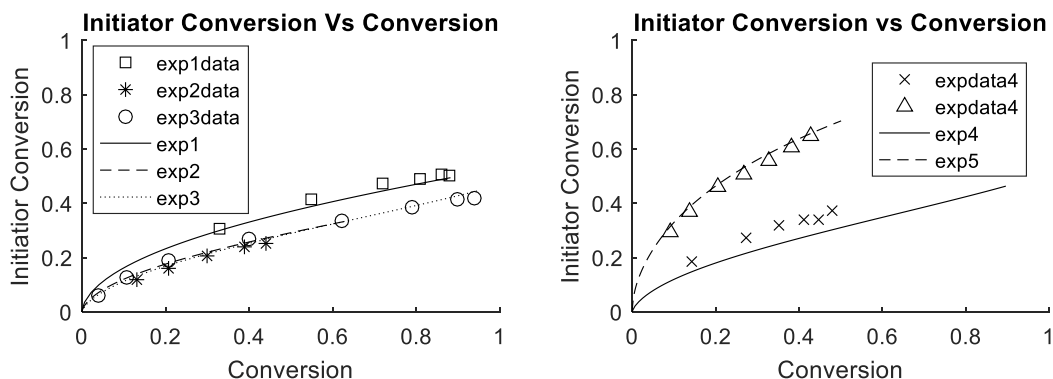 Initiator Conversion Vs Conversion
Initiatior Conversion
1
0.8
0.6
0.4
0.2
0
0
0.2
0.4
0.6
0.8
1
Conversion
exp1data
exp2data
exp3data
exp1
exp2
exp3
Initiator Conversion vs Conversion
Initiator Conversion
1
0.8
0.6
0.4
0.2
0
0
0.2
0.4
0.6
0.8
1
Conversion
expdata4
expdata4
exp4
exp5